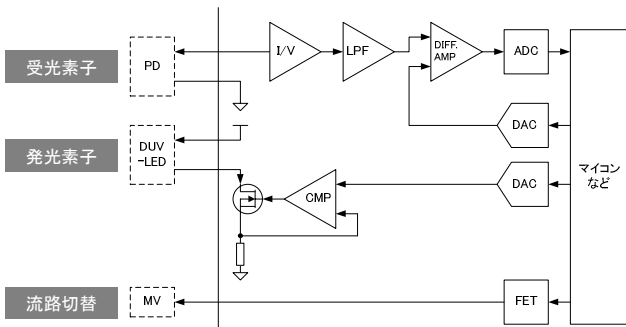 受光素子
PD
I/V
LPF
DIFF.
AMP
ADC
DAC
発光素子
DUV
-LED
CMP
DAC
マイコン
など
流路切替
MV
FET